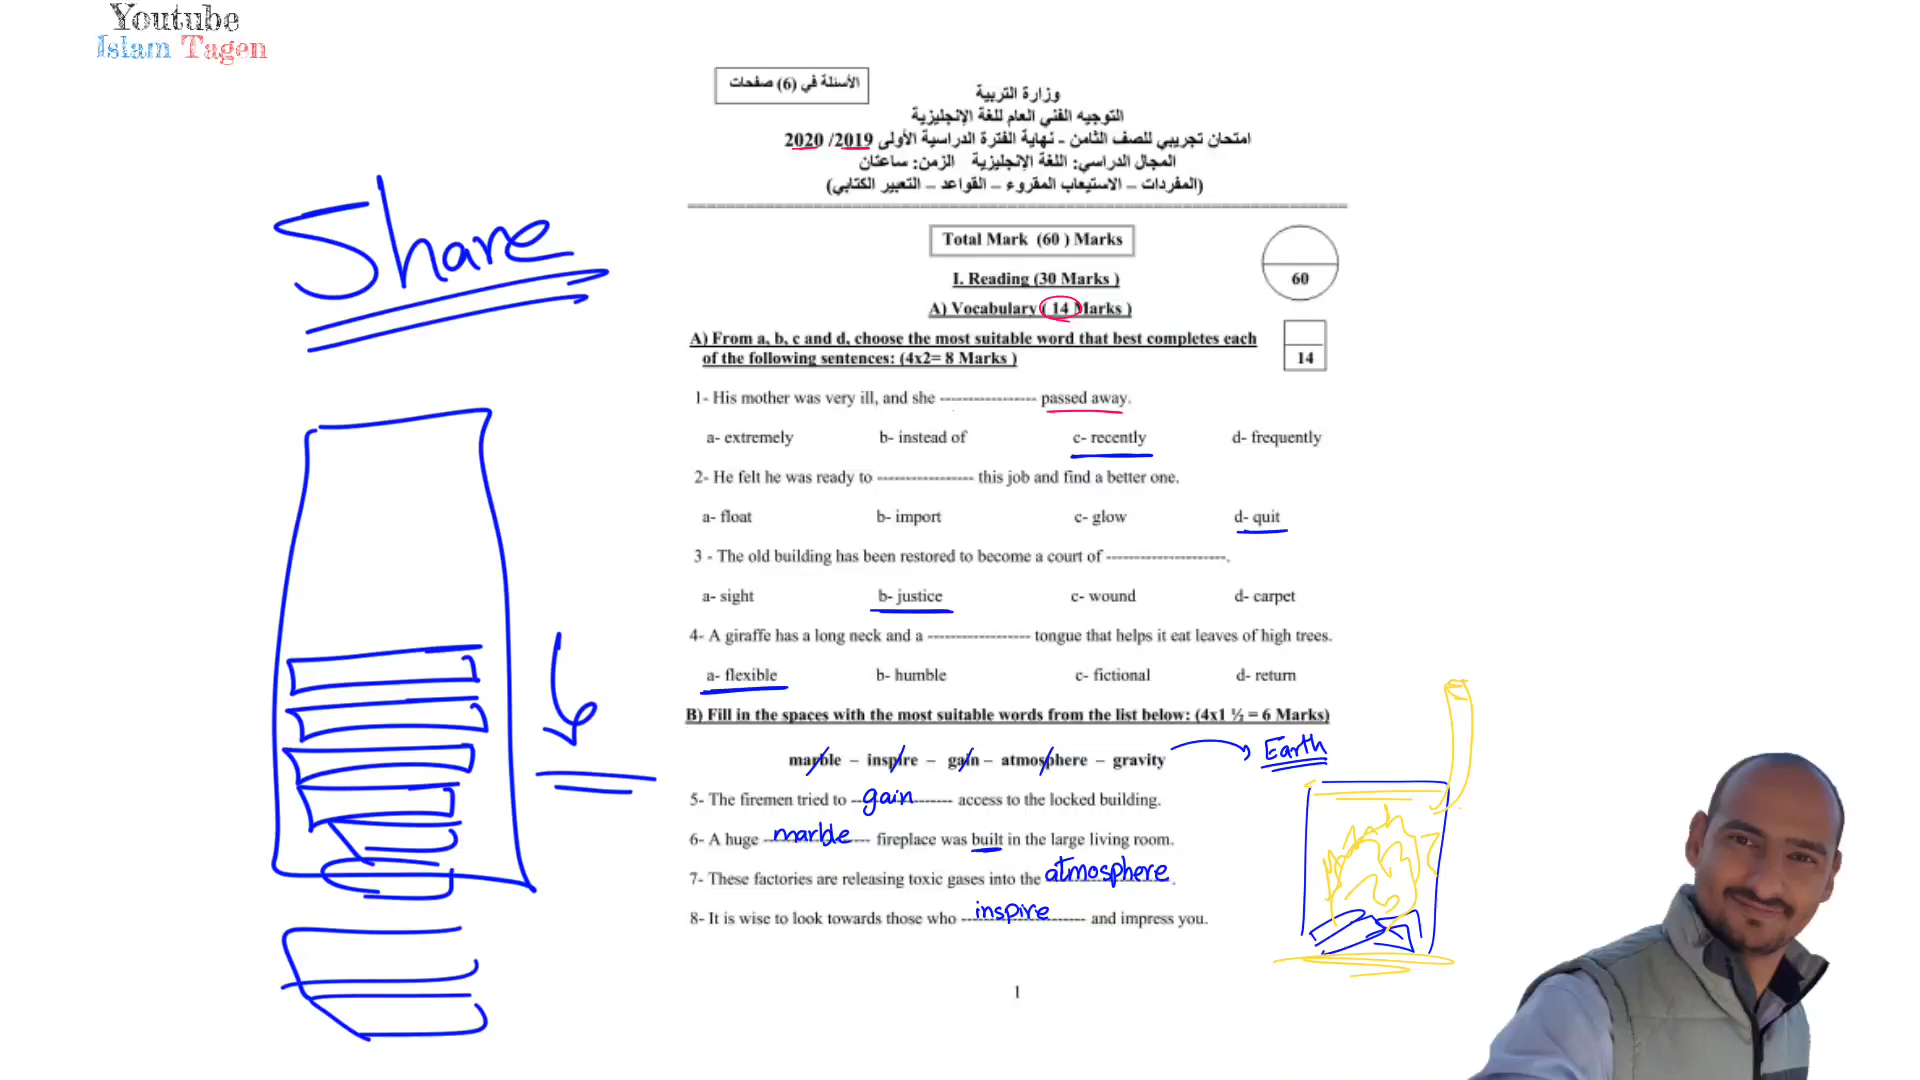 Youtube
Islam Tagen
Share
الأسئلة في (6) صفحات
وزارة التربية
التوجيه الفني العام للغة الإنجليزية
امتحان تجريبي للصف الثامن - نهاية الفترة الدراسية الأولى 2019/ 2020
المجال الدراسي: اللغة الإنجليزية الزمن: ساعتان
(المفردات – الاستيعاب المقروء – القواعد – التعبير الكتابي)
Total Mark (60 ) Marks
60
I. Reading (30 Marks )
A) Vocabulary ( 14 Marks )
A) From a, b, c and d, choose the most suitable word that best completes each
of the following sentences: (4x2= 8 Marks )
14
1- His mother was very ill, and she ---------------- passed away.
a- extremely b- instead of c- recently d- frequently
2- He felt he was ready to ---------------- this job and find a better one.
a- float b- import c- glow d- quit
3 - The old building has been restored to become a court of --------------------.
a- sight b- justice c- wound d- carpet
4- A giraffe has a long neck and a ----------------- tongue that helps it eat leaves of high trees.
a- flexible b- humble c- fictional d- return
B) Fill in the spaces with the most suitable words from the list below: (4x1 ½ = 6 Marks)
marble – inspire – gain – atmosphere – gravity Earth
5- The firemen tried to --gain------- access to the locked building.
6- A huge --marble--- fireplace was built in the large living room.
7- These factories are releasing toxic gases into the atmosphere.
8- It is wise to look towards those who --inspire------ and impress you.
1